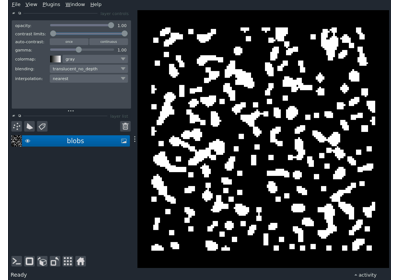 File View Plugins Window Help
opacity: 1.00
contrast limits:
auto-contrast: once continuous
gamma: 1.00
colormap: gray
blending: translucent_no_depth
interpolation: nearest
blobs
Ready
activity